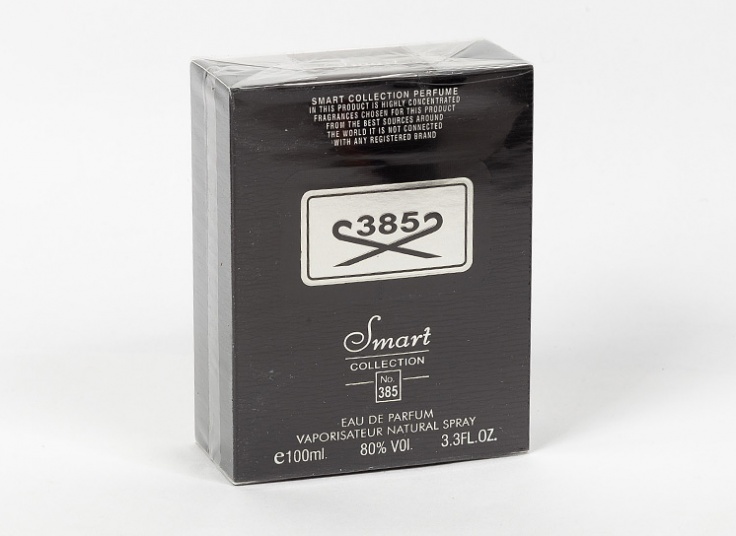 SMART COLLECTION PERFUME
IN THIS PRODUCT IS HIGHLY CONCENTRATED
FRAGRANCES CHOSEN FOR THIS PRODUCT
FROM THE BEST SOURCES AROUND
THE WORLD IT IS NOT CONNECTED
WITH ANY REGISTERED BRAND
385
Smart
COLLECTION
No.
385
EAU DE PARFUM
VAPORISATEUR NATURAL SPRAY
e100ml. 80% VOl. 3.3FL.OZ.